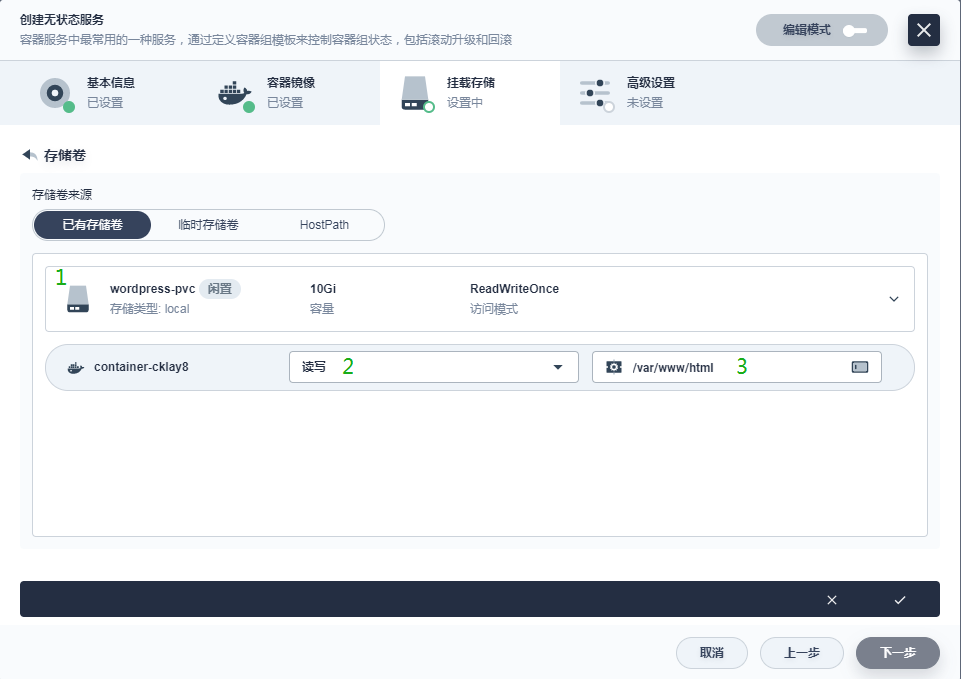 创建无状态服务
容器服务中最常用的一种服务，通过定义容器组模板来控制容器组状态，包括滚动升级和回滚
编辑模式
基本信息
已设置
容器镜像
已设置
挂载存储
设置中
高级设置
未设置
存储卷
存储卷来源
已有存储卷 临时存储卷 HostPath
1
wordpress-pvc 闲置 10Gi ReadWriteOnce
存储类型: local 容量 访问模式
container-cklay8 读写 2 /var/www/html 3
取消 上一步 下一步